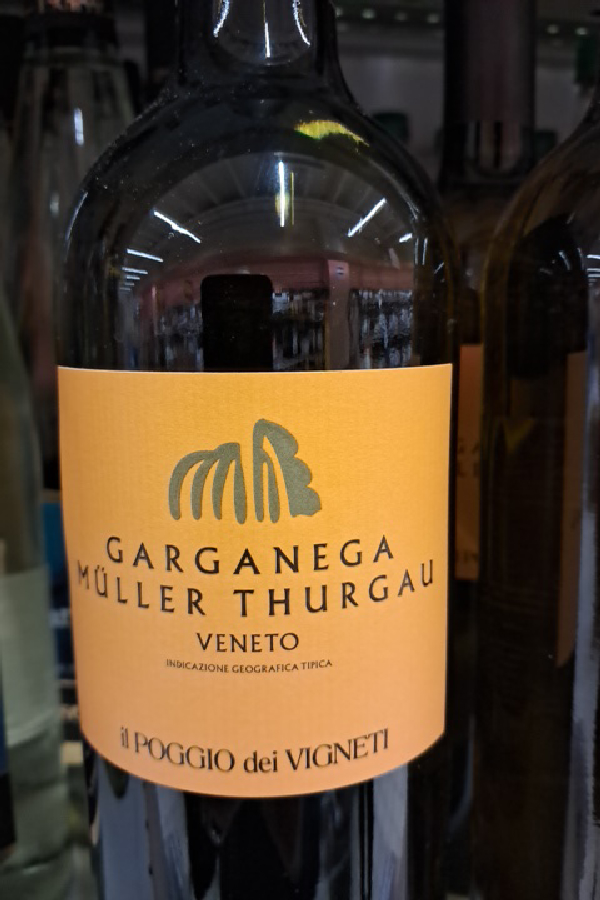 GARGANEGA
MÜLLER THURGAU
VENETO
INDICAZIONE GEOGRAFICA TIPICA
il POGGIO dei VIGNETI